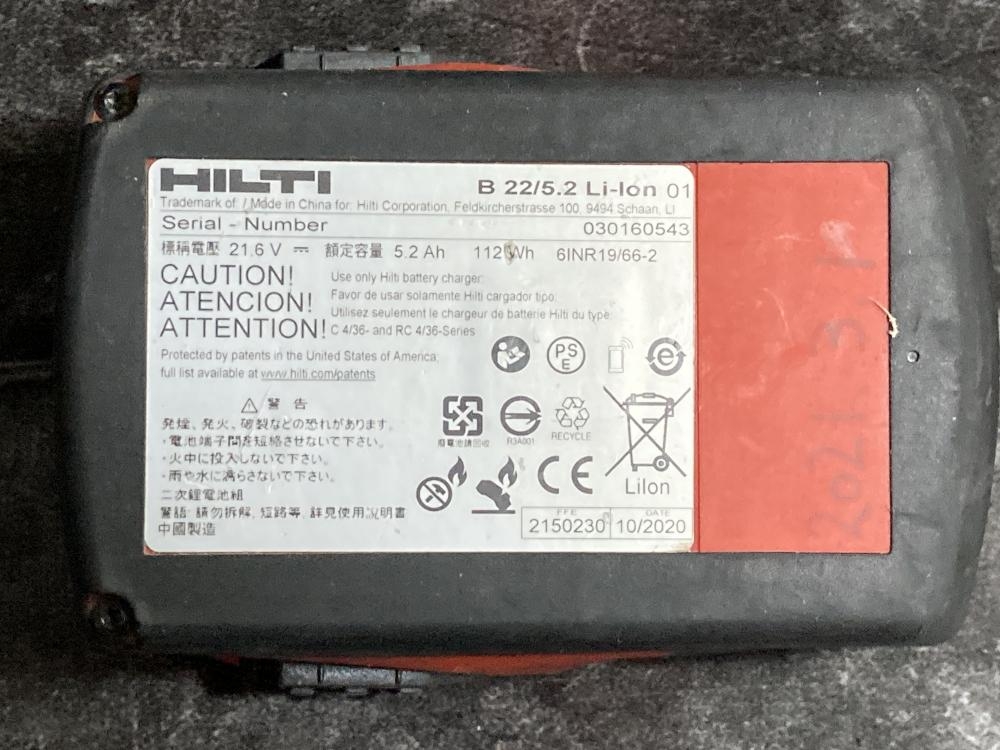 HILTI
B 22/5.2 Li-Ion 01
Trademark of / Made in China for: Hilti Corporation, Feldkircherstrasse 100, 9494 Schaan, LI
Serial - Number 030160543
標稱電壓 21.6 V 額定容量 5.2 Ah 112 Wh 6INR19/66-2
CAUTION!
ATENCION!
ATTENTION!
Use only Hilti battery charger:
Favor de usar solamente Hilti cargador tipo:
Utilisez seulement le chargeur de batterie Hilti du type:
C 4/36- and RC 4/36-Series
Protected by patents in the United States of America;
full list available at www.hilti.com/patents
PS
E
⚠ 警 告
発煙、発火、破裂などの恐れがあります。
・電池端子間を短絡させないで下さい。
・火中に投入しないで下さい。
・雨や水に濡らさないで下さい。
二次鋰電池組
警語: 請勿拆解, 短路等, 詳見使用說明書
中國製造
廢電池請回收
R3A001
RECYCLE
CE
LiIon
FFE
2150230
DATE
10/2020
2021 3/1